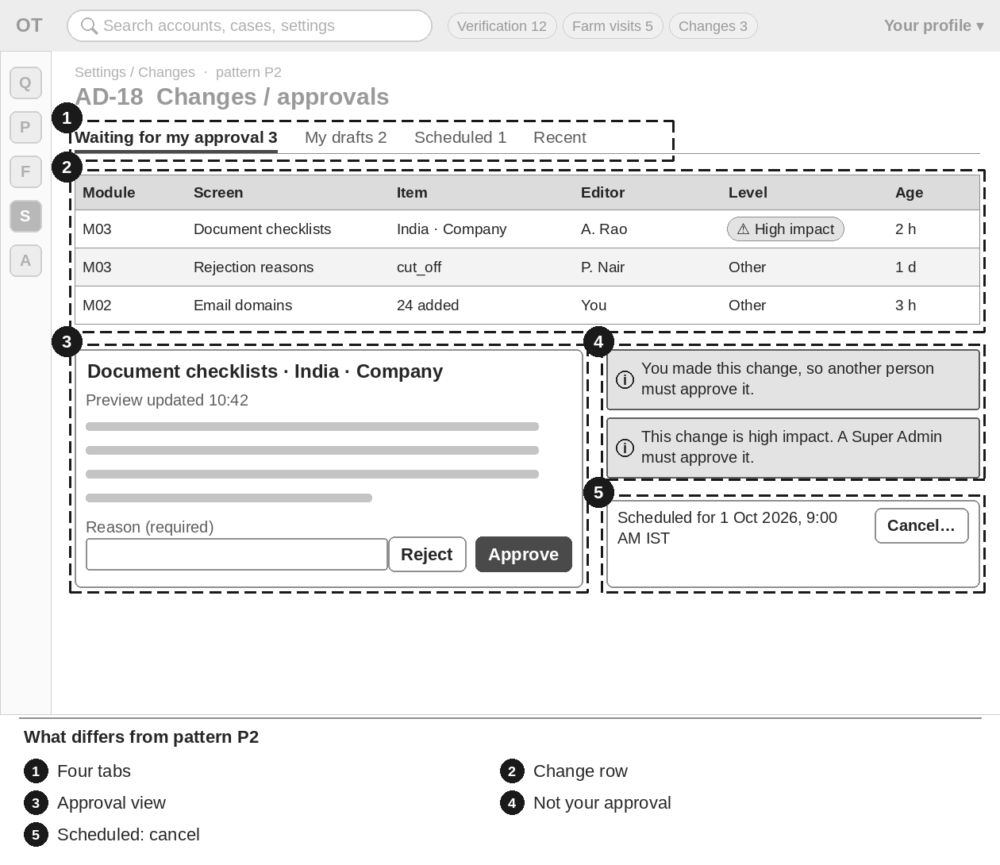 OT
Search accounts, cases, settings
Verification 12
Farm visits 5
Changes 3
Your profile ▾
Q
P
F
S
A
Settings / Changes · pattern P2
AD-18 Changes / approvals
1
Waiting for my approval 3
My drafts 2
Scheduled 1
Recent
2
Module Screen Item Editor Level Age
M03 Document checklists India · Company A. Rao ⚠ High impact 2 h
M03 Rejection reasons cut_off P. Nair Other 1 d
M02 Email domains 24 added You Other 3 h
3
Document checklists · India · Company
Preview updated 10:42
Reason (required)
Reject
Approve
4
i
You made this change, so another person
must approve it.
i
This change is high impact. A Super Admin
must approve it.
5
Scheduled for 1 Oct 2026, 9:00
AM IST
Cancel…
What differs from pattern P2
1 Four tabs
2 Change row
3 Approval view
4 Not your approval
5 Scheduled: cancel